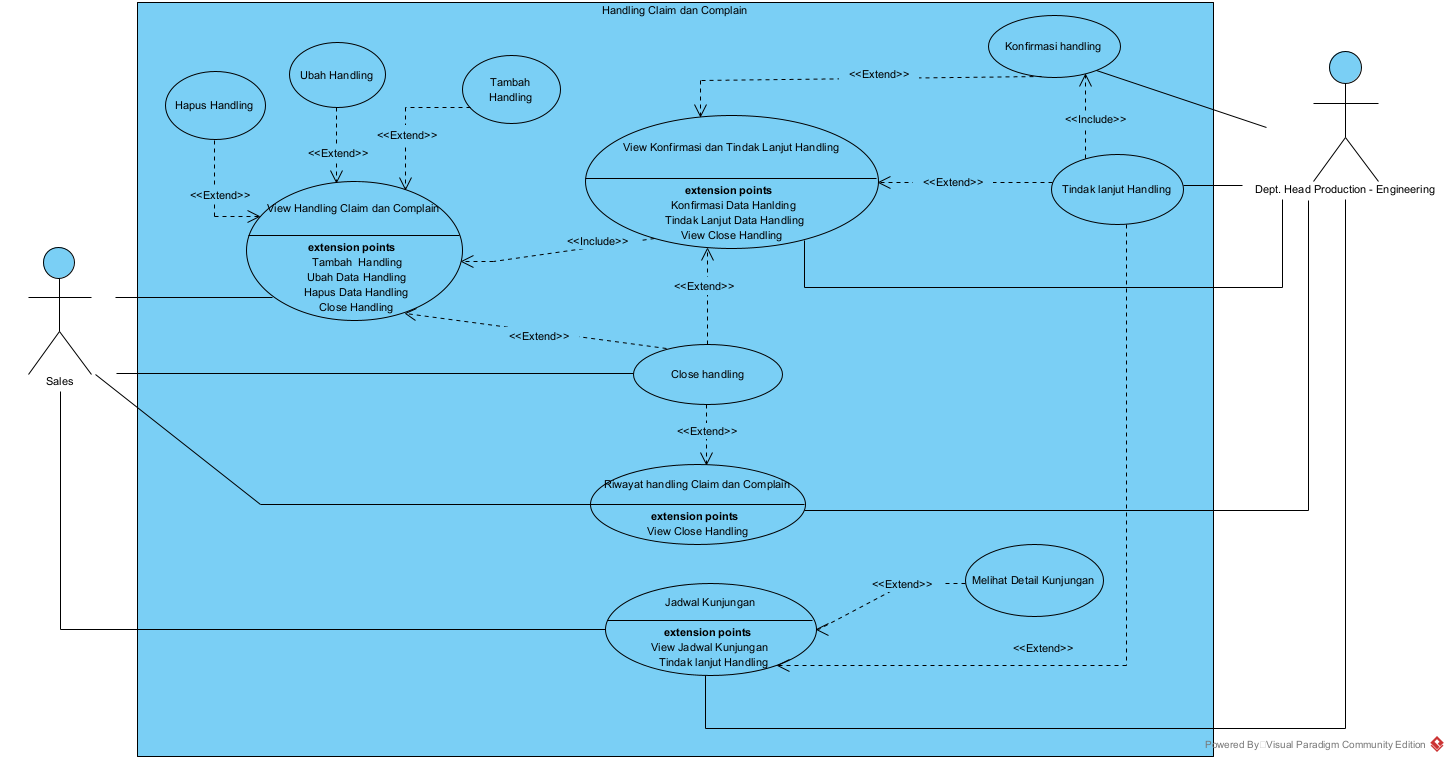 Handling Claim dan Complain
Konfirmasi handling
Ubah Handling
Tambah
Handling
Hapus Handling
<<Extend>>
<<Include>>
<<Extend>>
<<Extend>>
<<Extend>>
View Konfirmasi dan Tindak Lanjut Handling
extension points
Konfirmasi Data Hanlding
Tindak Lanjut Data Handling
View Close Handling
<<Extend>>
Tindak lanjut Handling
Dept. Head Production - Engineering
View Handling Claim dan Complain
extension points
Tambah  Handling
Ubah Data Handling
Hapus Data Handling
Close Handling
<<Include>>
<<Extend>>
<<Extend>>
Close handling
Sales
<<Extend>>
Riwayat handling Claim dan Complain
extension points
View Close Handling
<<Extend>>
Melihat Detail Kunjungan
Jadwal Kunjungan
extension points
View Jadwal Kunjungan
Tindak lanjut Handling
<<Extend>>
Powered By Visual Paradigm Community Edition